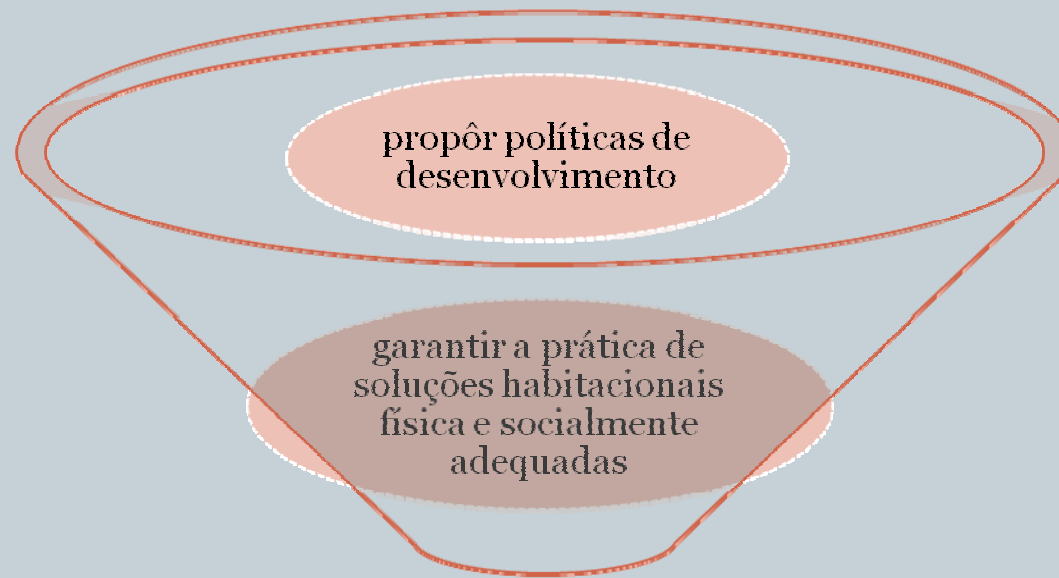 propôr políticas de
desenvolvimento
garantir a prática de
soluções habitacionais
física e socialmente
adequadas